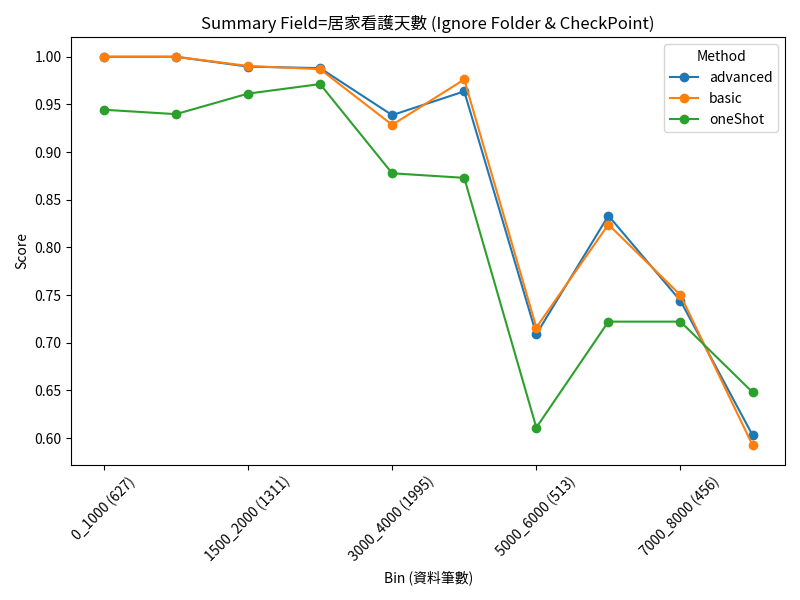 Summary Field=居家看護天數 (Ignore Folder & CheckPoint)
Method
advanced
basic
oneShot
Score
1.00
0.95
0.90
0.85
0.80
0.75
0.70
0.65
0.60
0_1000 (627)
1500_2000 (1311)
3000_4000 (1995)
5000_6000 (513)
7000_8000 (456)
Bin (資料筆數)